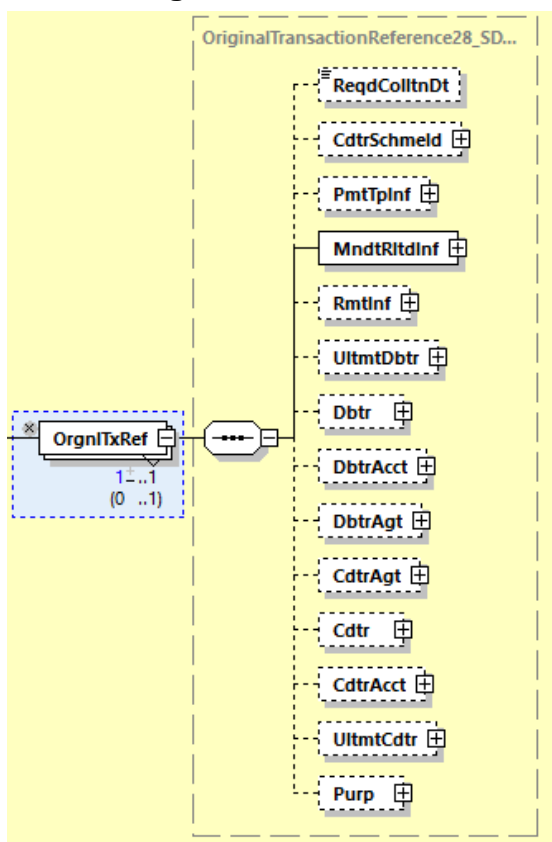 OriginalTransactionReference28_SD...
ReqdColltnDt
CdtrSchmeId
PmtTpInf
MndtRltdInf
RmtInf
UltmtDbtr
Dbtr
OrgnlTxRef
1..1
(0 ..1)
DbtrAcct
DbtrAgt
CdtrAgt
Cdtr
CdtrAcct
UltmtCdtr
Purp